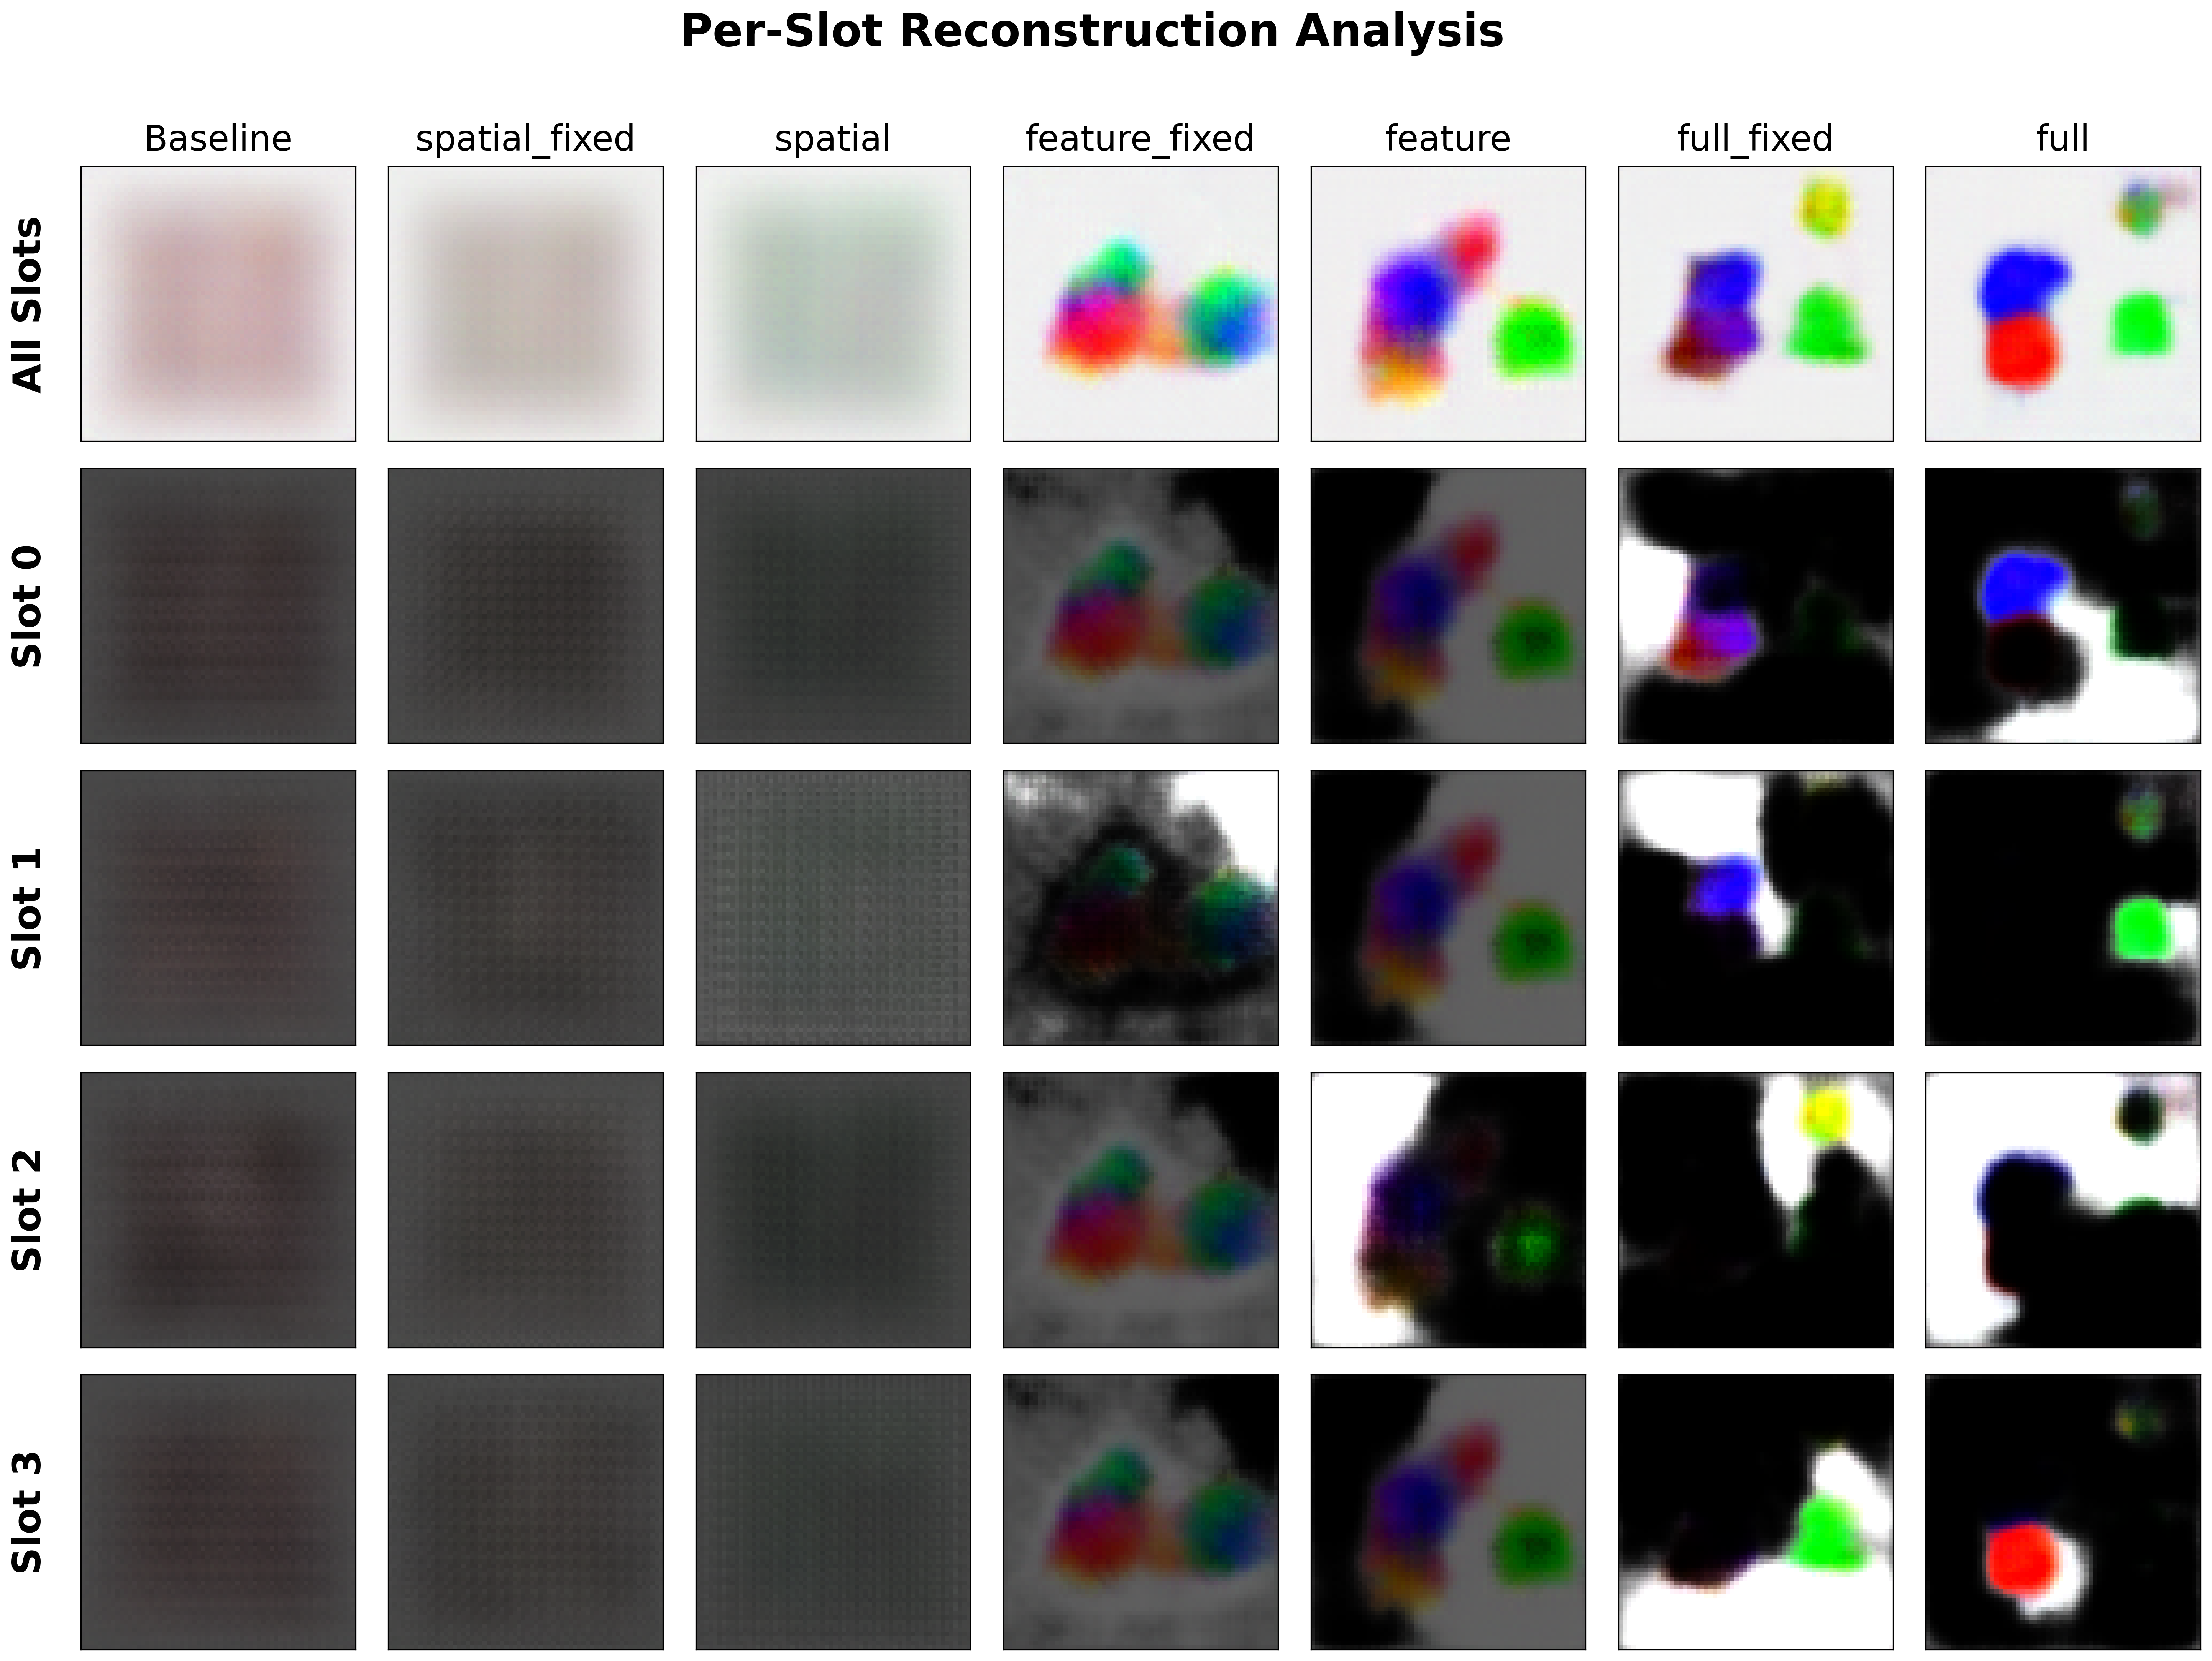 Per-Slot Reconstruction Analysis
Baseline spatial_fixed spatial feature_fixed feature full_fixed full
All Slots
Slot 0
Slot 1
Slot 2
Slot 3